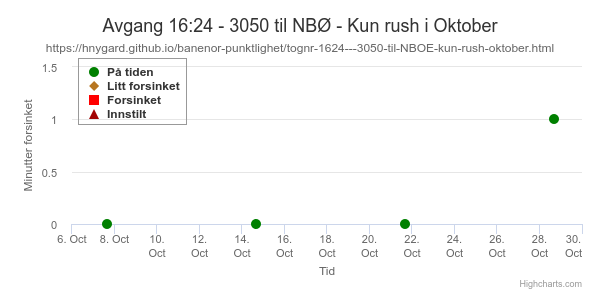 Avgang 16:24 - 3050 til NBØ - Kun rush i Oktober
https://hnygard.github.io/banenor-punktlighet/tognr-1624---3050-til-NBOE-kun-rush-oktober.html
På tiden
Litt forsinket
Forsinket
Innstilt
Minutter forsinket
1.5
1
0.5
0
6. Oct
8. Oct
10. Oct
12. Oct
14. Oct
16. Oct
18. Oct
20. Oct
22. Oct
24. Oct
26. Oct
28. Oct
30. Oct
Tid
Highcharts.com